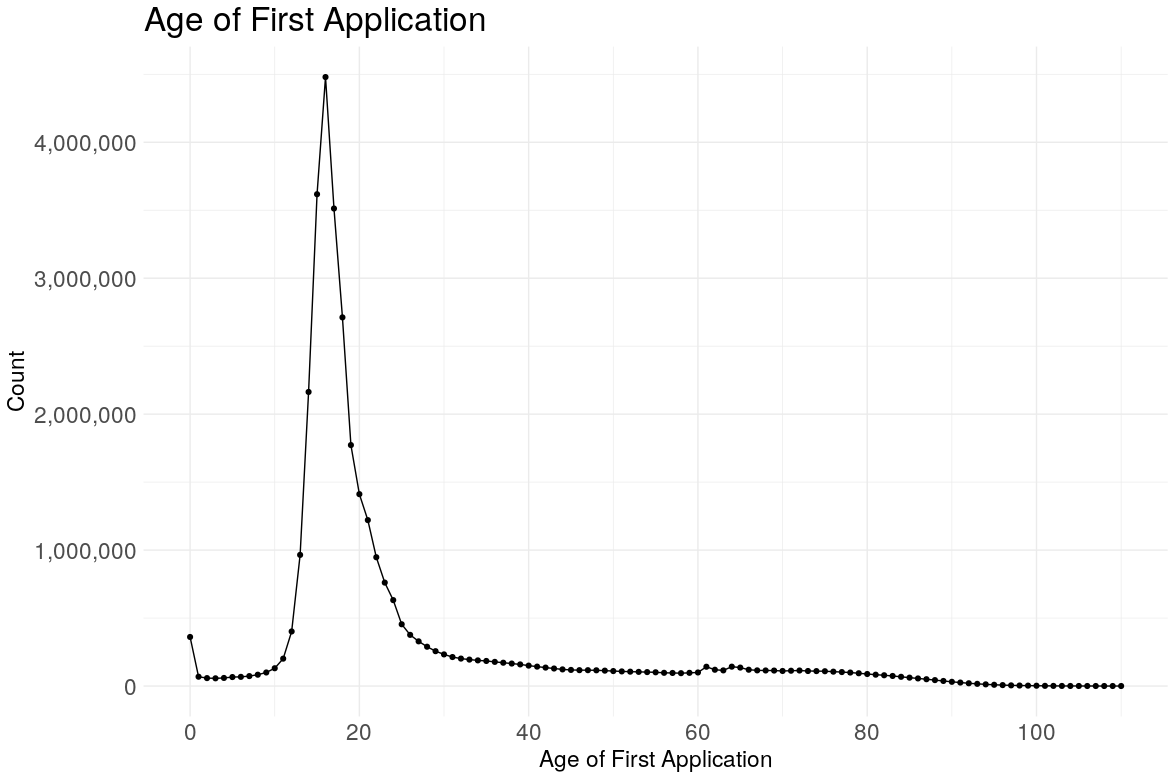 Age of First Application
4,000,000
3,000,000
2,000,000
1,000,000
0
Count
0 20 40 60 80 100
Age of First Application